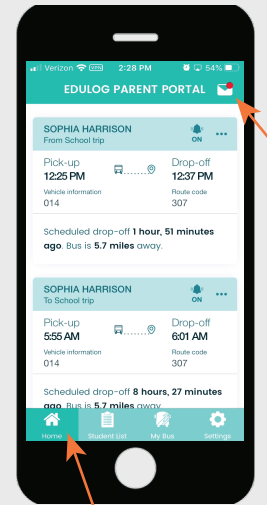 Verizon VPN 2:28 PM 54%
EDULOG PARENT PORTAL
SOPHIA HARRISON
From School trip
ON
Pick-up Drop-off
12:25 PM 12:37 PM
Vehicle information Route code
014 307
Scheduled drop-off 1 hour, 51 minutes
ago. Bus is 5.7 miles away.
SOPHIA HARRISON
To School trip
ON
Pick-up Drop-off
5:55 AM 6:01 AM
Vehicle information Route code
014 307
Scheduled drop-off 8 hours, 27 minutes
ago. Bus is 5.7 miles away.
Home Student List My Bus Settings